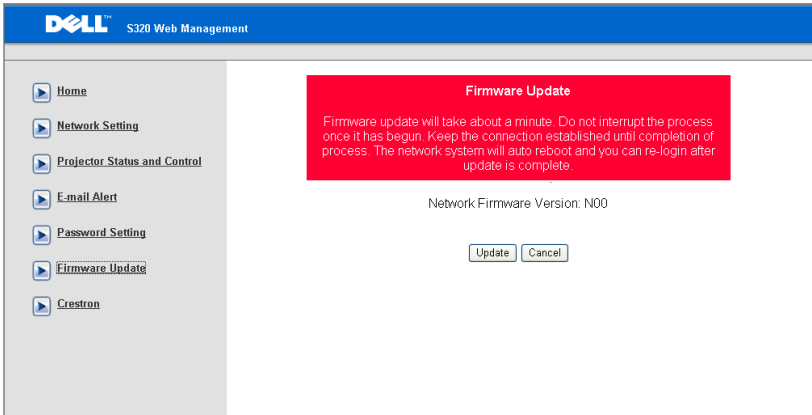 DELL™ S320 Web Management
Home
Network Setting
Projector Status and Control
E-mail Alert
Password Setting
Firmware Update
Crestron
Firmware Update
Firmware update will take about a minute. Do not interrupt the process
once it has begun. Keep the connection established until completion of
process. The network system will auto reboot and you can re-login after
update is complete.
Network Firmware Version: N00
Update Cancel